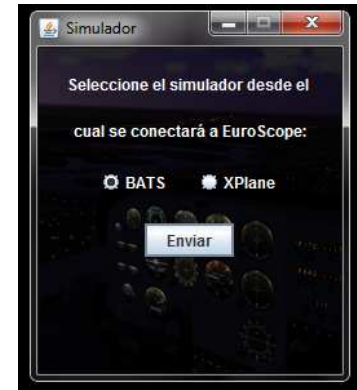 Simulador
Seleccione el simulador desde el
cual se conectará a EuroScope:
BATS XPlane
Enviar